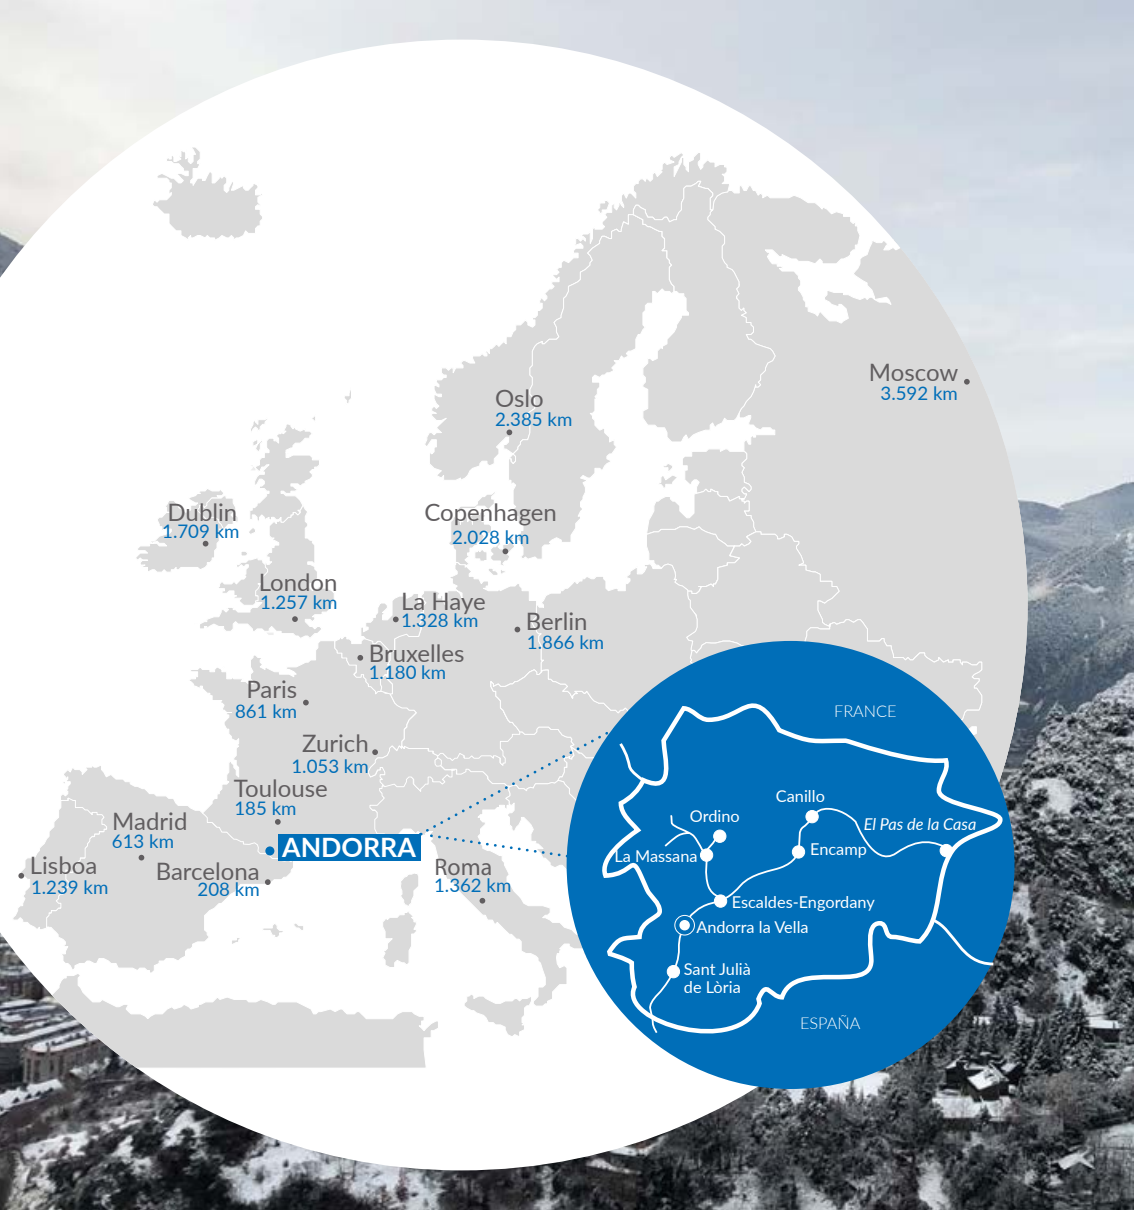 Moscow
3.592 km
Oslo
2.385 km
Dublin
1.709 km
Copenhagen
2.028 km
London
1.257 km
La Haye
1.328 km
Berlin
1.866 km
Bruxelles
1.180 km
Paris
861 km
Zurich
1.053 km
Toulouse
185 km
Madrid
613 km
ANDORRA
Lisboa
1.239 km
Barcelona
208 km
Roma
1.362 km
FRANCE
Canillo
Ordino
El Pas de la Casa
La Massana
Encamp
Escaldes-Engordany
Andorra la Vella
Sant Julià
de Lòria
ESPAÑA